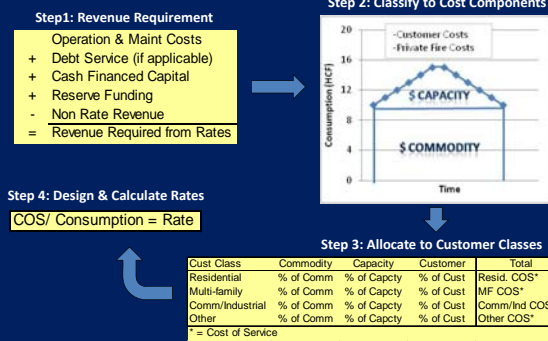 Step1: Revenue Requirement
Operation & Maint Costs
+ Debt Service (if applicable)
+ Cash Financed Capital
+ Reserve Funding
- Non Rate Revenue
= Revenue Required from Rates
Step 2: Classify to Cost Components
-Customer Costs
-Private Fire Costs
20
16
12
8
4
0
Consumption (HCF)
$ CAPACITY
$ COMMODITY
Time
Step 3: Allocate to Customer Classes
Cust Class Commodity Capacity Customer Total
Residential % of Comm % of Capcty % of Cust Resid. COS*
Multi-family % of Comm % of Capcty % of Cust MF COS*
Comm/Industrial % of Comm % of Capcty % of Cust Comm/Ind COS
Other % of Comm % of Capcty % of Cust Other COS*
* = Cost of Service
Step 4: Design & Calculate Rates
COS/ Consumption = Rate